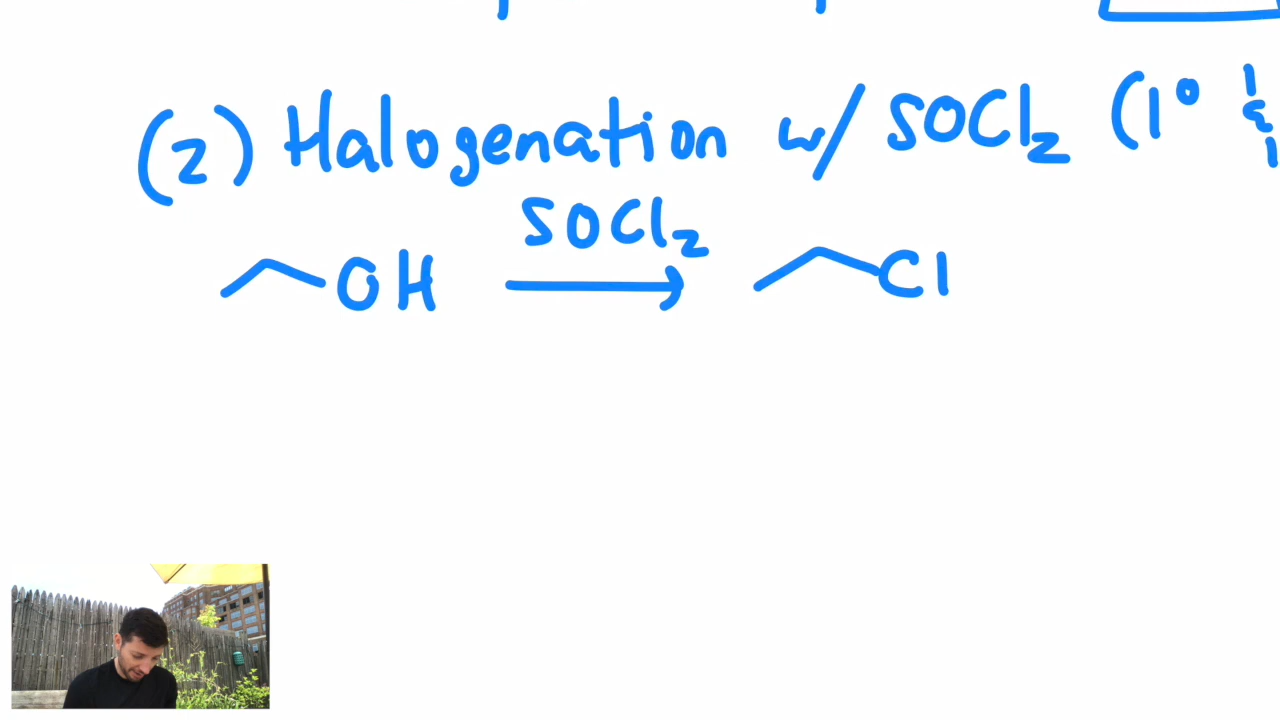 (2) Halogenation w/ SOCl₂ (1° &
SOCl₂
OH
Cl